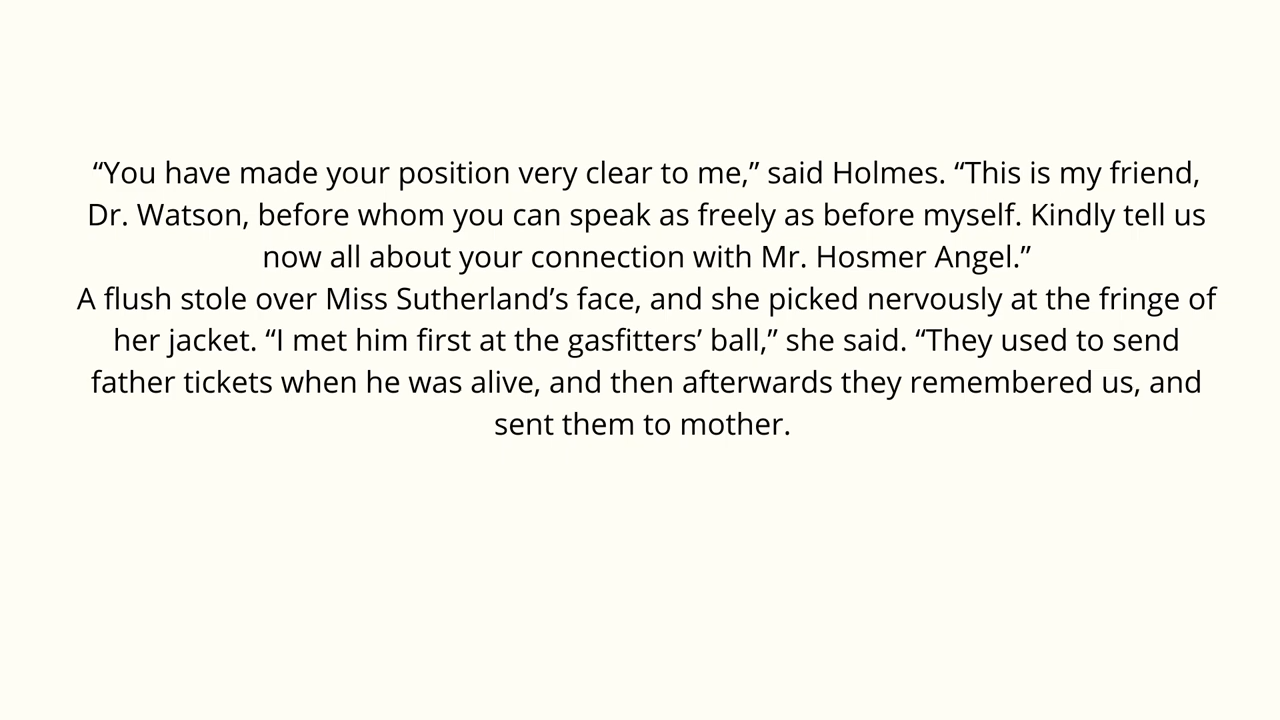 “You have made your position very clear to me,” said Holmes. “This is my friend,
Dr. Watson, before whom you can speak as freely as before myself. Kindly tell us
now all about your connection with Mr. Hosmer Angel.”
A flush stole over Miss Sutherland’s face, and she picked nervously at the fringe of
her jacket. “I met him first at the gasfitters’ ball,” she said. “They used to send
father tickets when he was alive, and then afterwards they remembered us, and
sent them to mother.